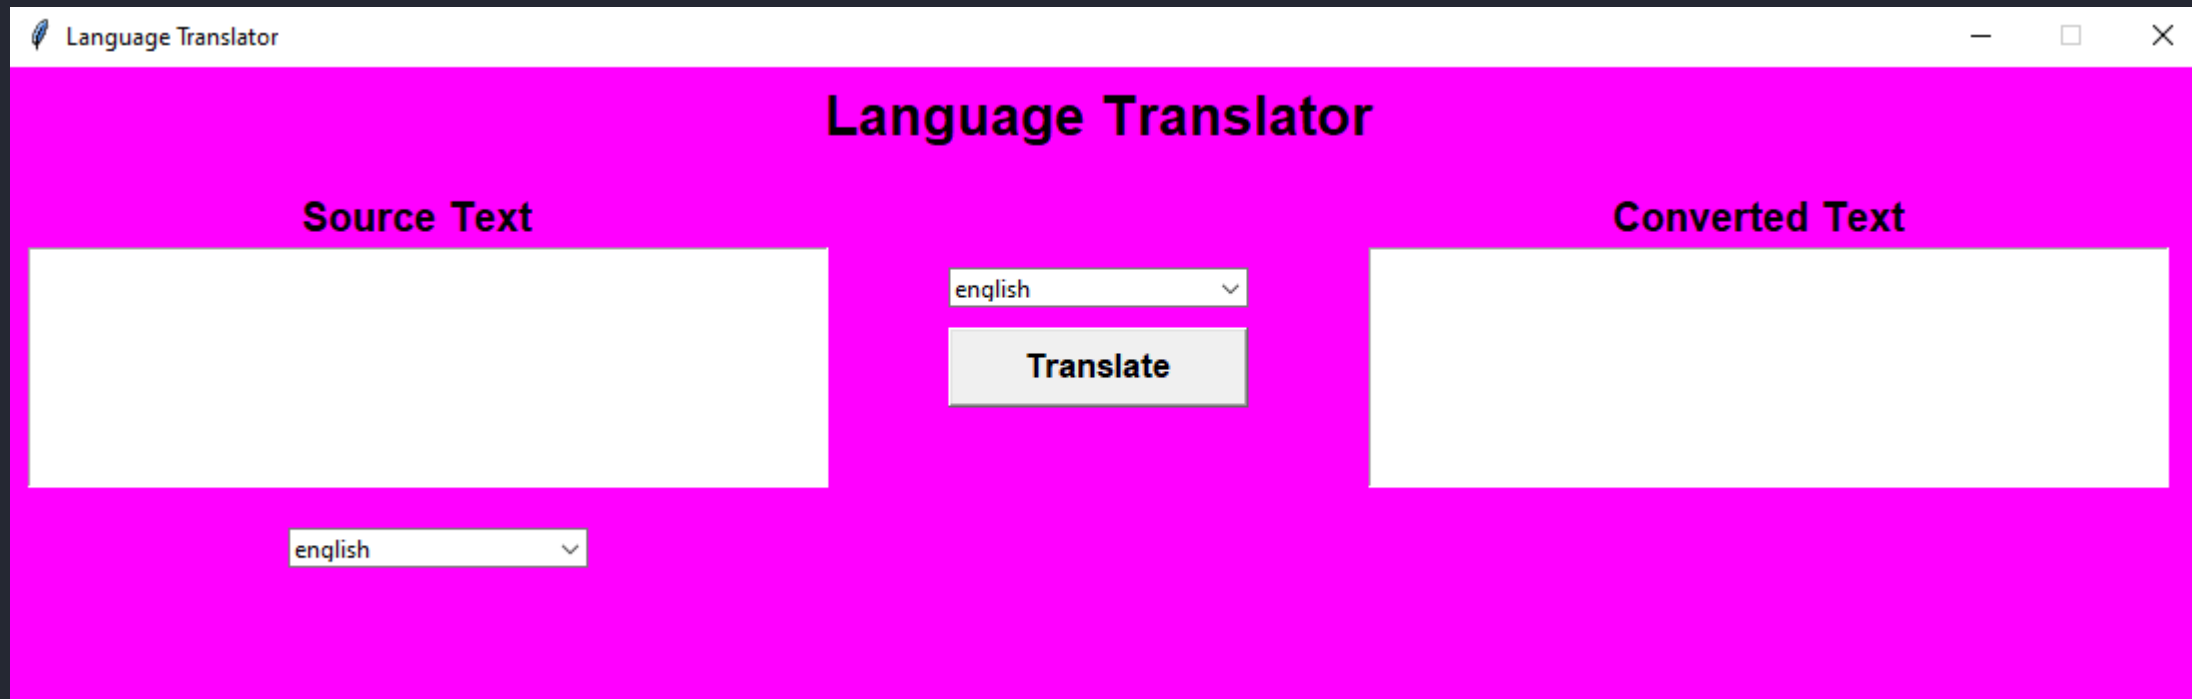 Language Translator
Language Translator
Source Text
Converted Text
english
Translate
english